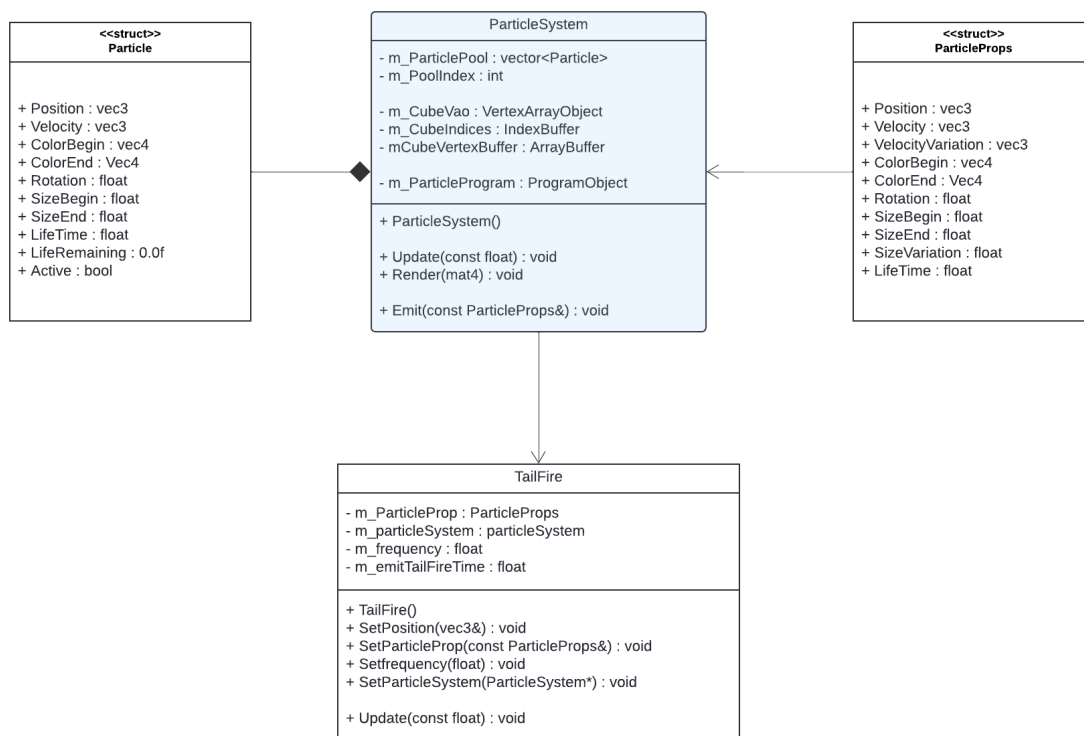 <<struct>>
Particle
+ Position : vec3
+ Velocity : vec3
+ ColorBegin : vec4
+ ColorEnd : Vec4
+ Rotation : float
+ SizeBegin : float
+ SizeEnd : float
+ LifeTime : float
+ LifeRemaining : 0.0f
+ Active : bool
ParticleSystem
- m_ParticlePool : vector<Particle>
- m_PoolIndex : int
- m_CubeVao : VertexArrayObject
- m_CubeIndices : IndexBuffer
- mCubeVertexBuffer : ArrayBuffer
- m_ParticleProgram : ProgramObject
+ ParticleSystem()
+ Update(const float) : void
+ Render(mat4) : void
+ Emit(const ParticleProps&) : void
<<struct>>
ParticleProps
+ Position : vec3
+ Velocity : vec3
+ VelocityVariation : vec3
+ ColorBegin : vec4
+ ColorEnd : Vec4
+ Rotation : float
+ SizeBegin : float
+ SizeEnd : float
+ SizeVariation : float
+ LifeTime : float
TailFire
- m_ParticleProp : ParticleProps
- m_particleSystem : particleSystem
- m_frequency : float
- m_emitTailFireTime : float
+ TailFire()
+ SetPosition(vec3&) : void
+ SetParticleProp(const ParticleProps&) : void
+ Setfrequency(float) : void
+ SetParticleSystem(ParticleSystem*) : void
+ Update(const float) : void